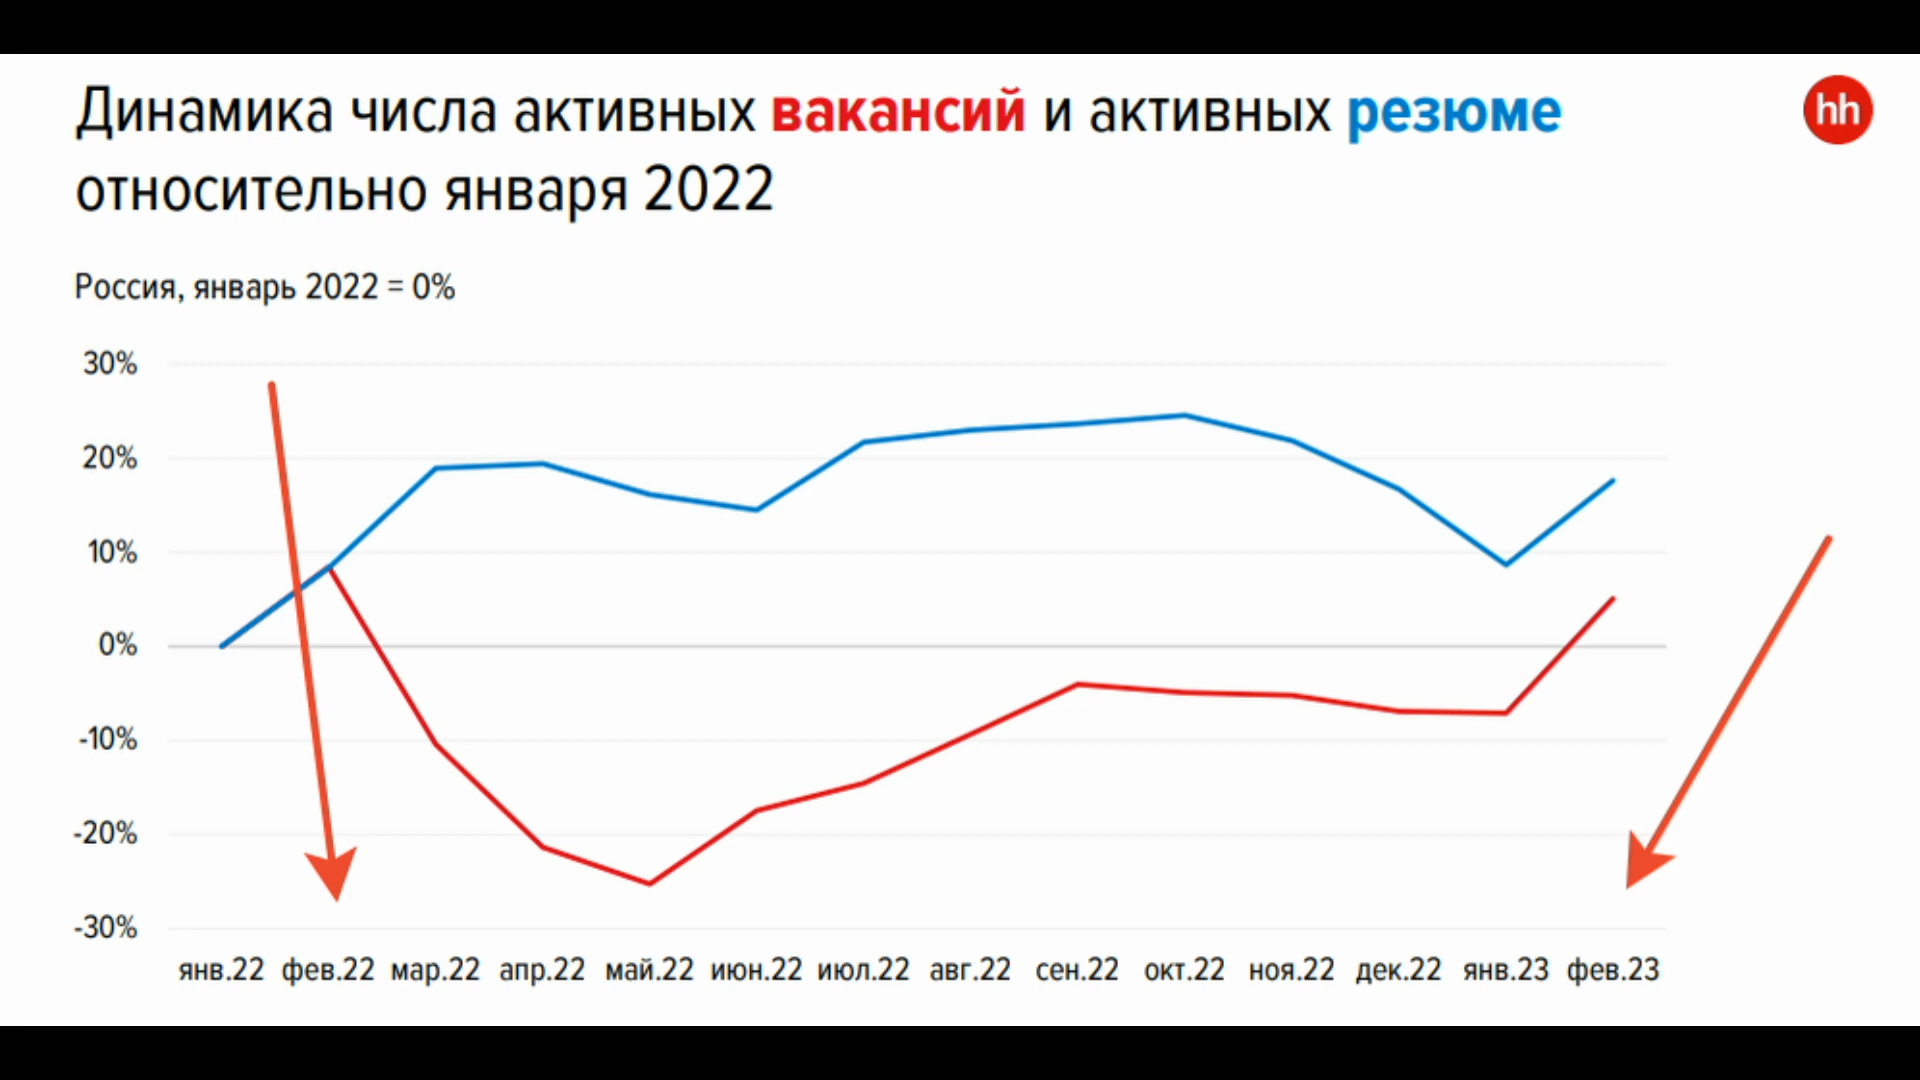 Динамика числа активных вакансий и активных резюме
hh
относительно января 2022
Россия, январь 2022 = 0%
30%
20%
10%
0%
-10%
-20%
-30%
янв.22 фев.22 мар.22 апр.22 май.22 июн.22 июл.22 авг.22 сен.22 окт.22 ноя.22 дек.22 янв.23 фев.23